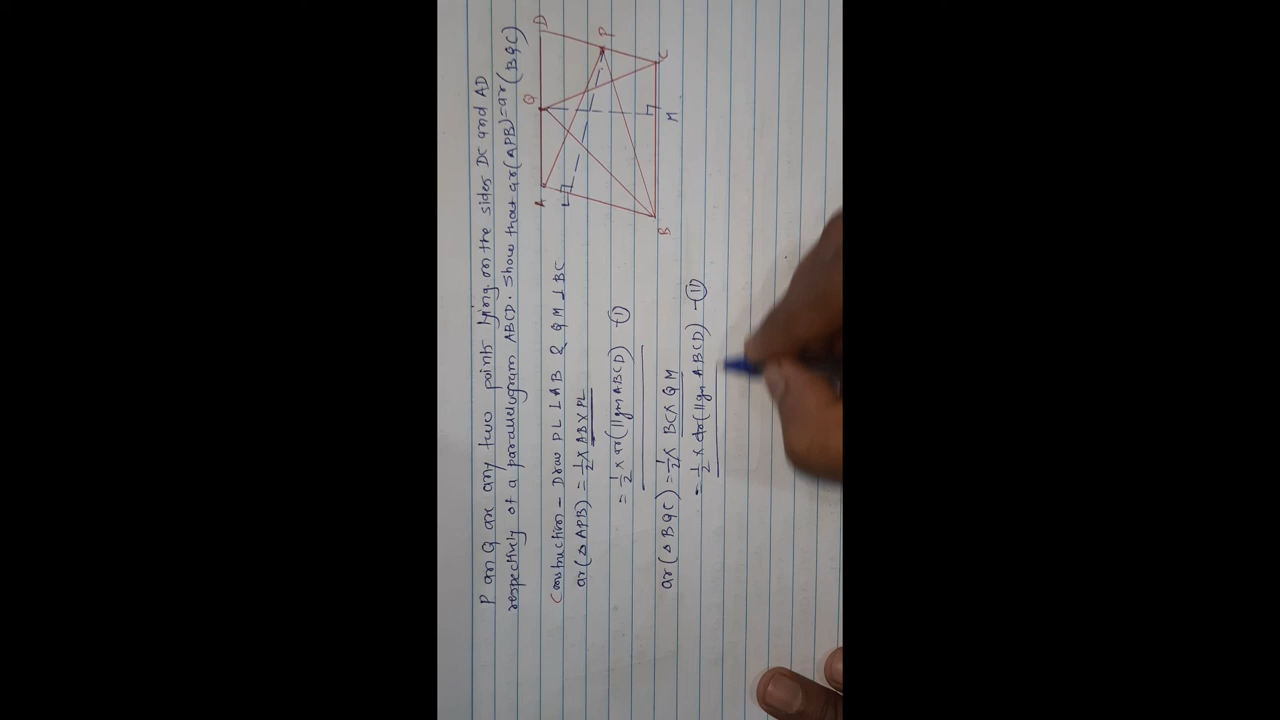 P an Q are any two points lying on the sides DC and AD
respectively of a parallelogram ABCD. Show that ar(APB)=ar(BQC)
Construction - Draw PL ⊥ AB & QM ⊥ BC
ar(△ APB) = 1/2 × AB × PL
= 1/2 × ar(||gm ABCD) - (I)
ar(△ BQC) = 1/2 × BC × QM
= 1/2 × ar(||gm ABCD) - (II)
A Q D
L P
B M C